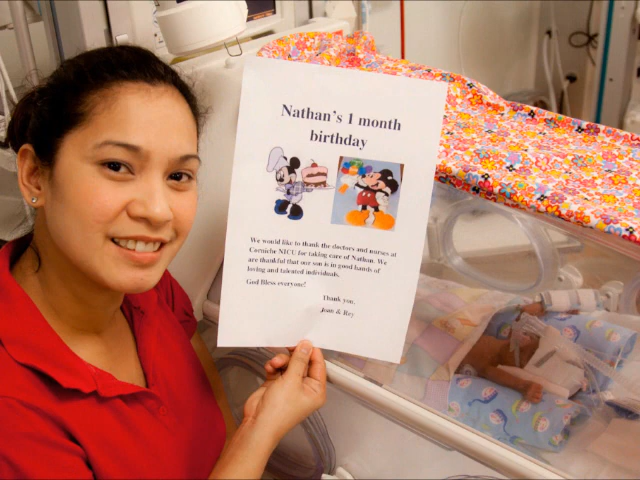 Nathan's 1 month
birthday
We would like to thank the doctors and nurses at
Corniche NICU for taking care of Nathan. We
are thankful that our son is in good hands of
loving and talented individuals.
God Bless everyone!
Thank you,
Joan & Rey